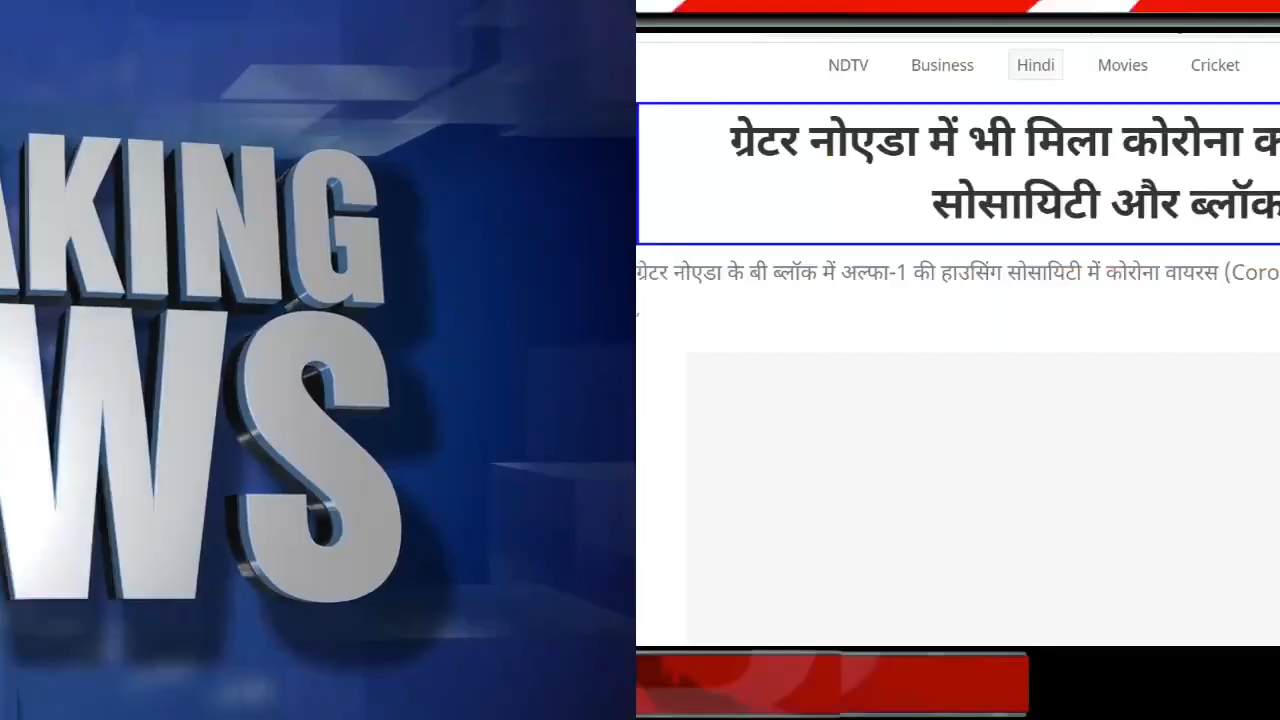 AKING
WS
NDTV Business Hindi Movies Cricket
ग्रेटर नोएडा में भी मिला कोरोना
सोसायिटी और ब्लॉक
ग्रेटर नोएडा के बी ब्लॉक में अल्फा-1 की हाउसिंग सोसायिटी में कोरोना वायरस (Coro